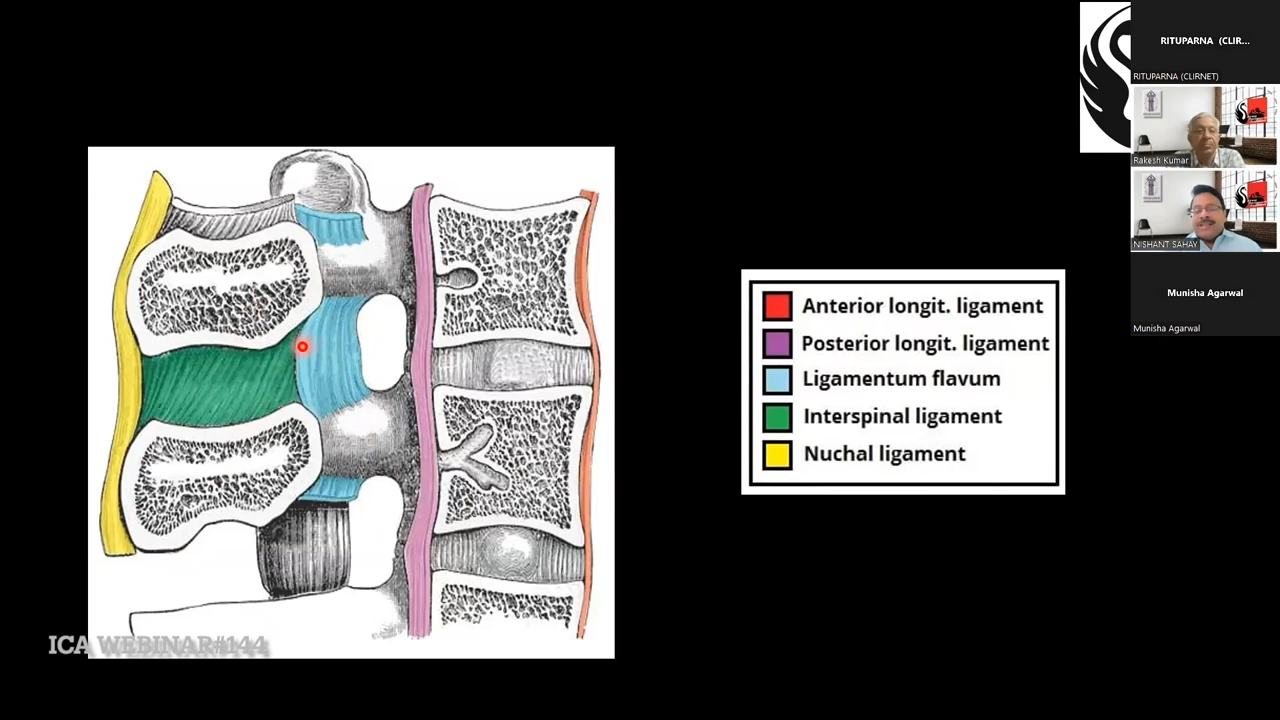 RITUPARNA (CLIR...
RITUPARNA (CLIRNET)
Rakesh Kumar
NISHANT SAHAY
Munisha Agarwal
Munisha Agarwal
Anterior longit. ligament
Posterior longit. ligament
Ligamentum flavum
Interspinal ligament
Nuchal ligament
ICA WEBINAR#144